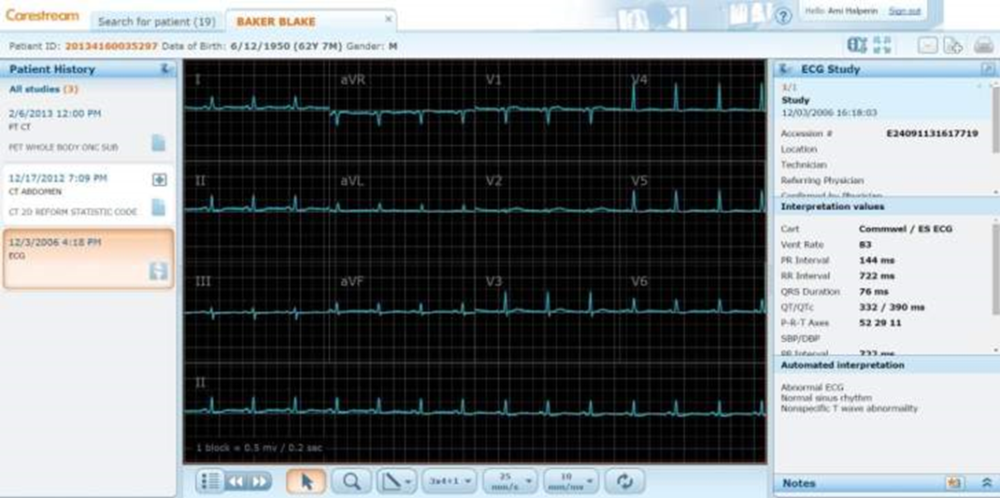 Carestream
Search for patient (19)
BAKER BLAKE
×
?
Hello Ami Halperin Sign out
Patient ID: 20134160035297 Date of Birth: 6/12/1950 (62Y 7M) Gender: M
Patient History
All studies (3)
2/6/2013 12:00 PM
PT CT
PET WHOLE BODY ONC SUB
12/17/2012 7:09 PM
CT ABDOMEN
CT 2D REFORM STATISTIC CODE
12/3/2006 4:18 PM
ECG
I aVR V1 V4
II aVL V2 V5
III aVF V3 V6
II
1 block = 0.5 mv / 0.2 sec
3x4+1
25 mm/s
10 mm/mv
ECG Study
1/1
Study
12/03/2006 16:18:03
Accession # E24091131617719
Location
Technician
Referring Physician
Confirmed by Physician
Interpretation values
Cart Commwel / ES ECG
Vent Rate 83
PR Interval 144 ms
RR Interval 722 ms
QRS Duration 76 ms
QT/QTc 332 / 390 ms
P-R-T Axes 52 29 11
SBP/DBP
PP Interval 722 ms
Automated interpretation
Abnormal ECG
Normal sinus rhythm
Nonspecific T wave abnormality
Notes